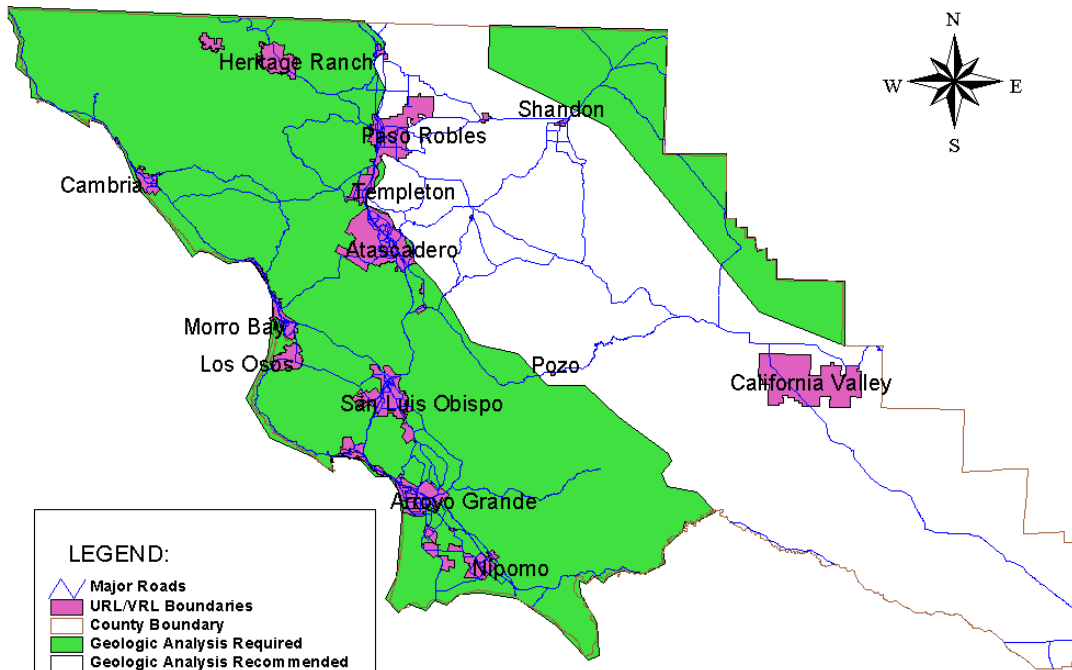 N
W
E
S
Heritage Ranch
Shandon
Paso Robles
Cambria
Templeton
Atascadero
Morro Bay
Los Osos
Pozo
California Valley
San Luis Obispo
Arroyo Grande
Nipomo
LEGEND:
Major Roads
URL/VRL Boundaries
County Boundary
Geologic Analysis Required
Geologic Analysis Recommended